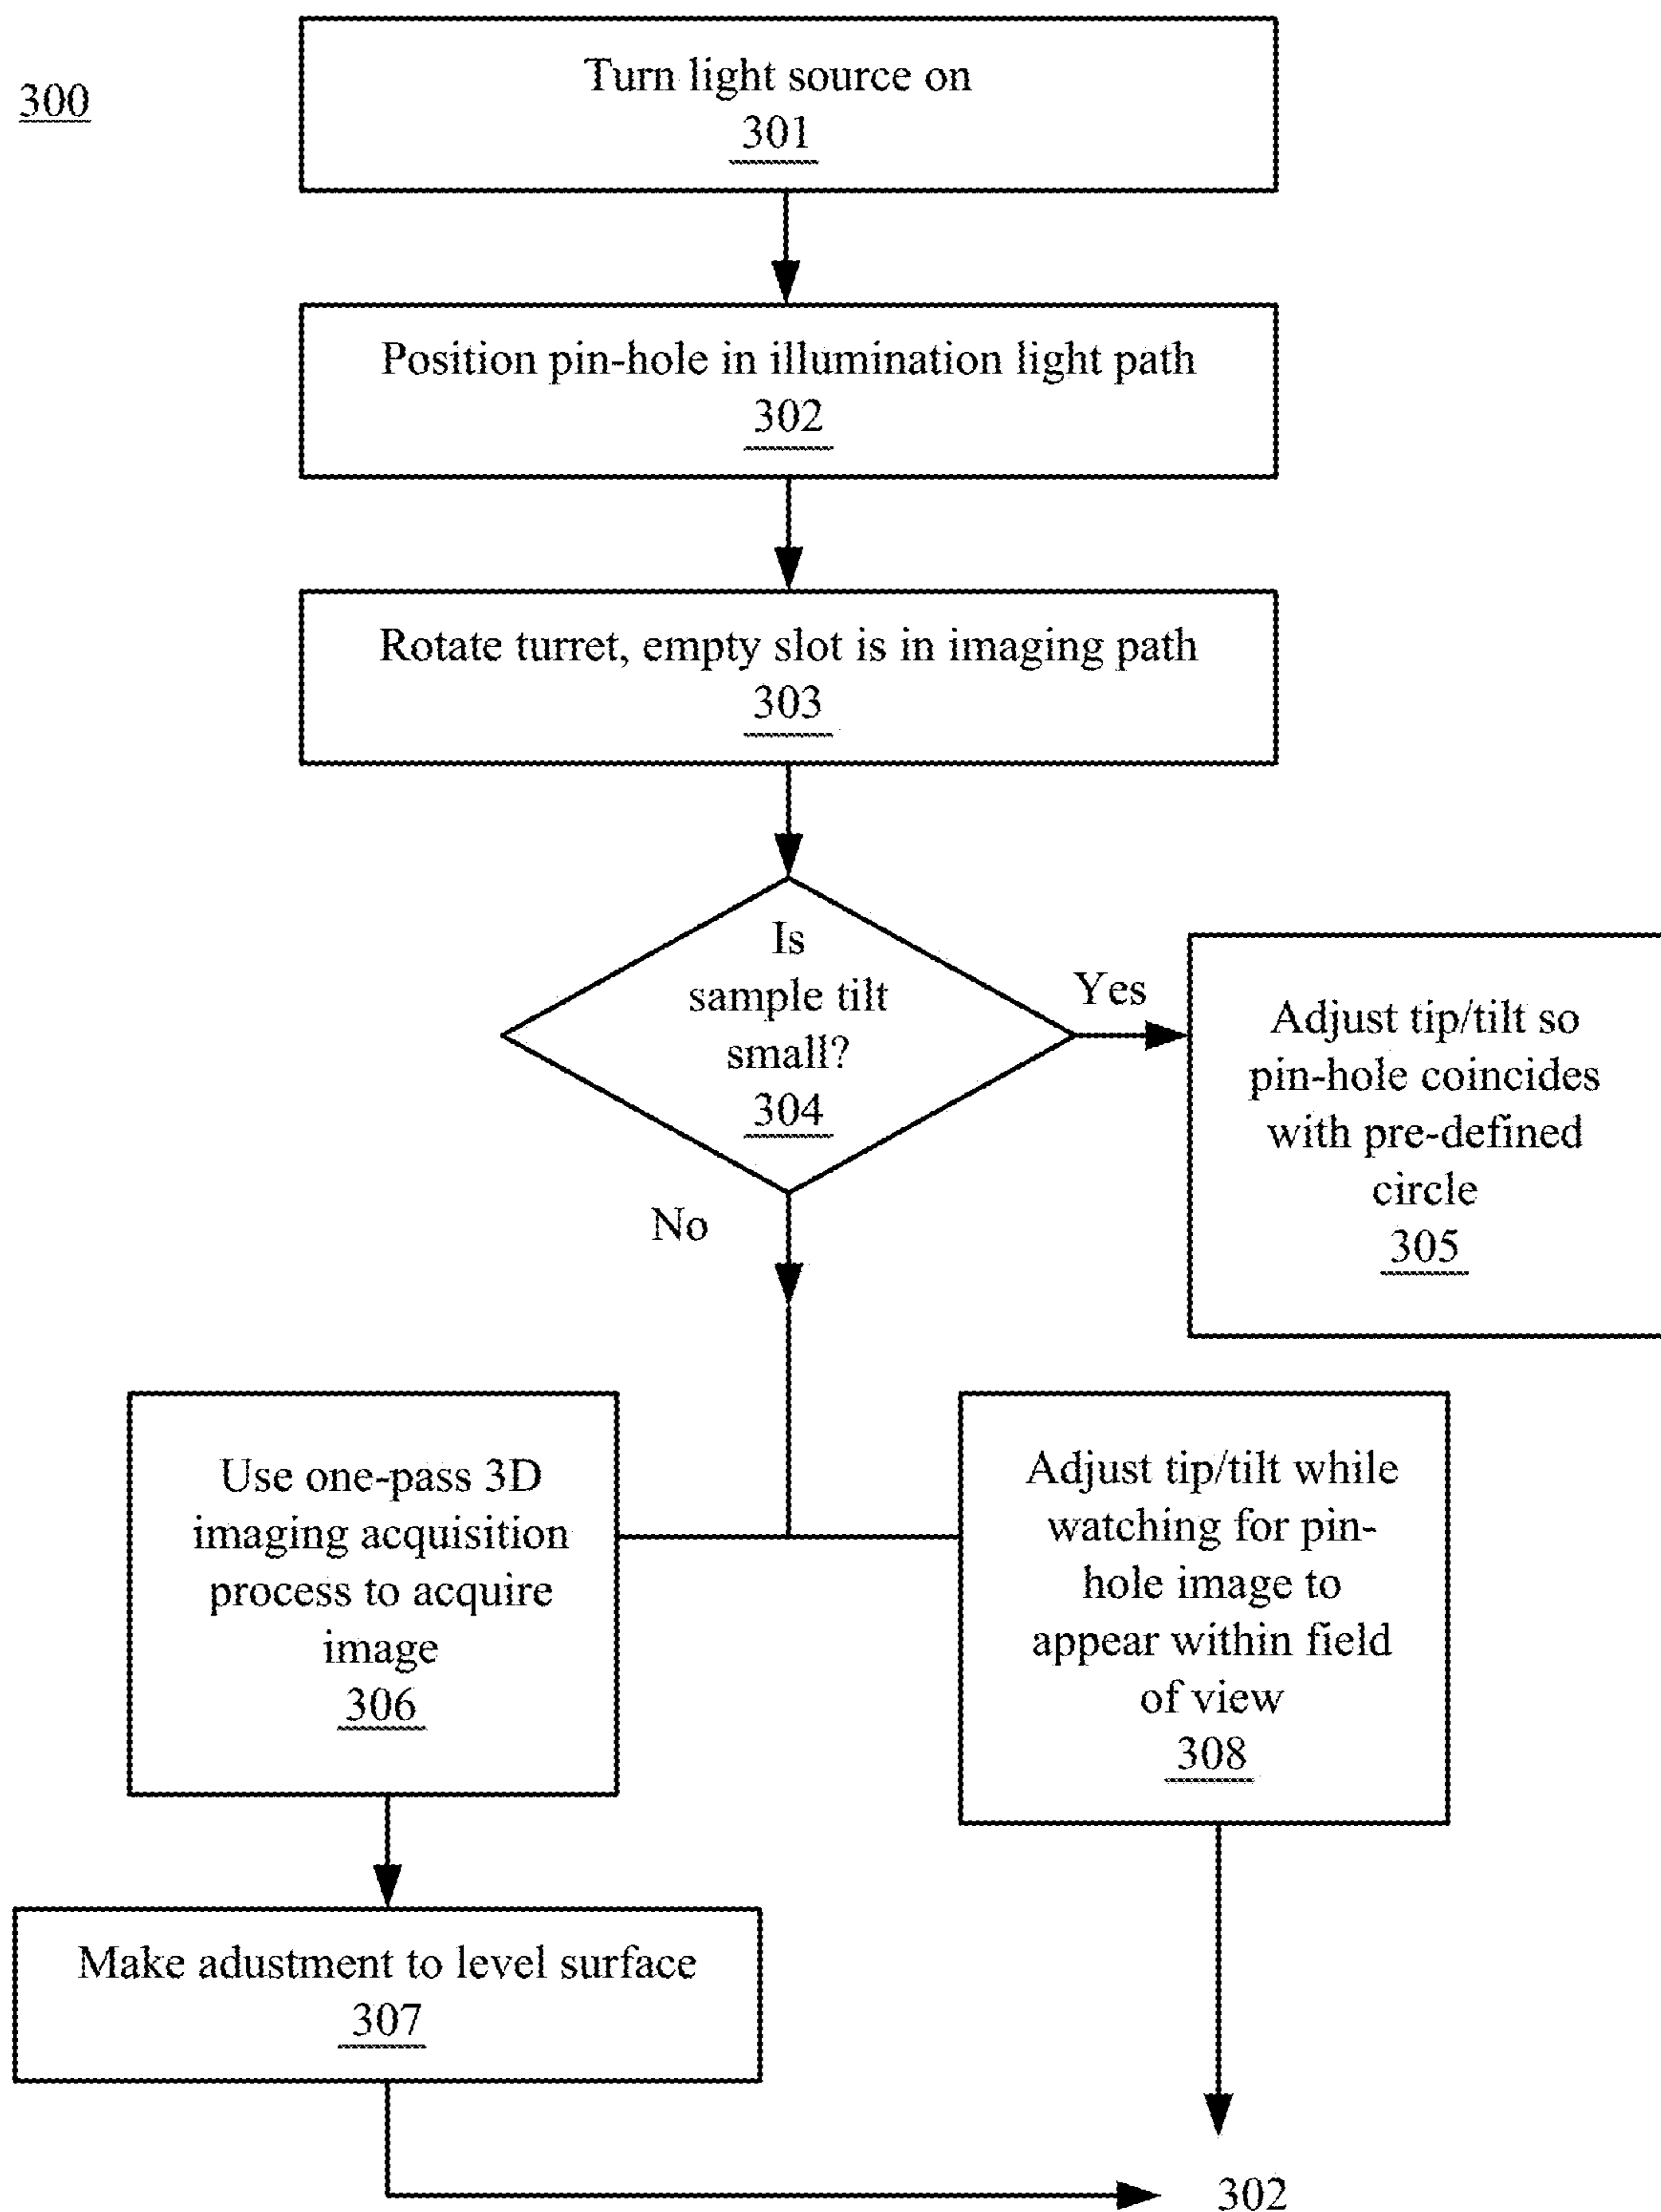 300
Turn light source on
301
Position pin-hole in illumination light path
302
Rotate turret, empty slot is in imaging path
303
Is
sample tilt
small?
304
Yes
Adjust tip/tilt so
pin-hole coincides
with pre-defined
circle
305
No
Use one-pass 3D
imaging acquisition
process to acquire
image
306
Adjust tip/tilt while
watching for pin-
hole image to
appear within field
of view
308
Make adustment to level surface
307
302